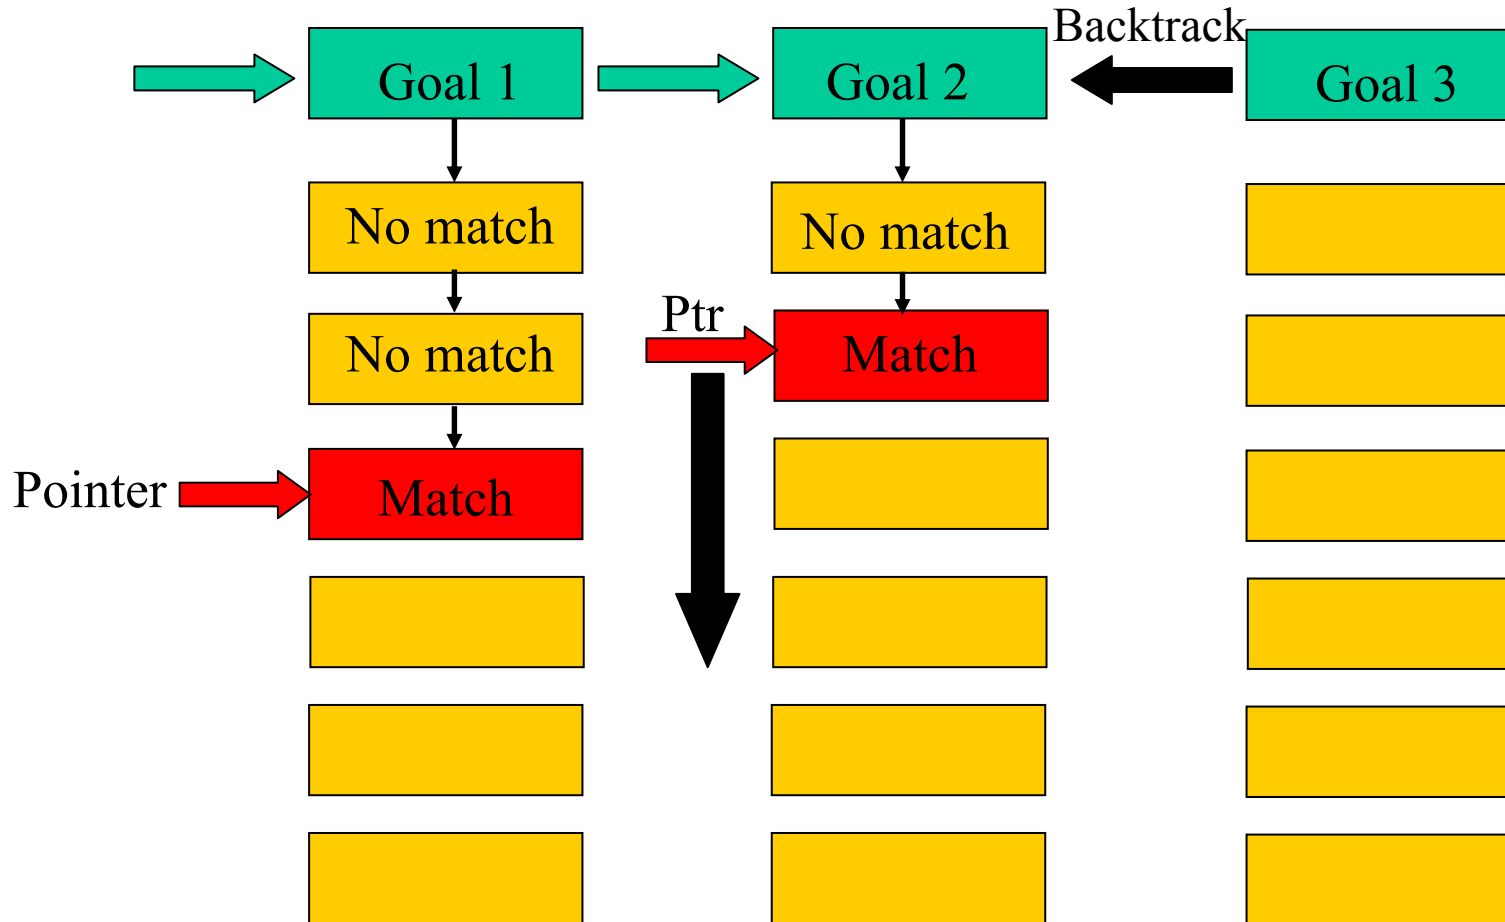 Backtrack
Goal 1
Goal 2
Goal 3
No match
No match
No match
Ptr
Match
Pointer
Match